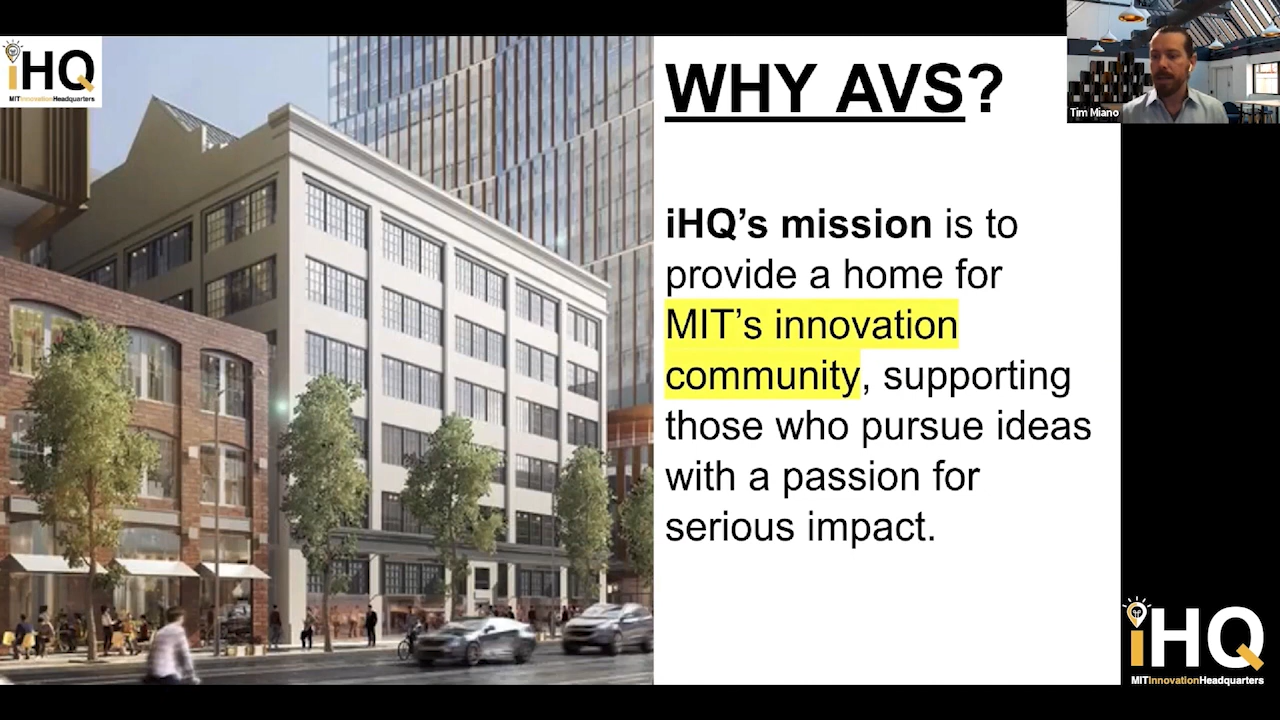 iHQ
MITInnovationHeadquarters
WHY AVS?
Tim Miano
iHQ’s mission is to
provide a home for
MIT’s innovation
community, supporting
those who pursue ideas
with a passion for
serious impact.
iHQ
MITInnovationHeadquarters